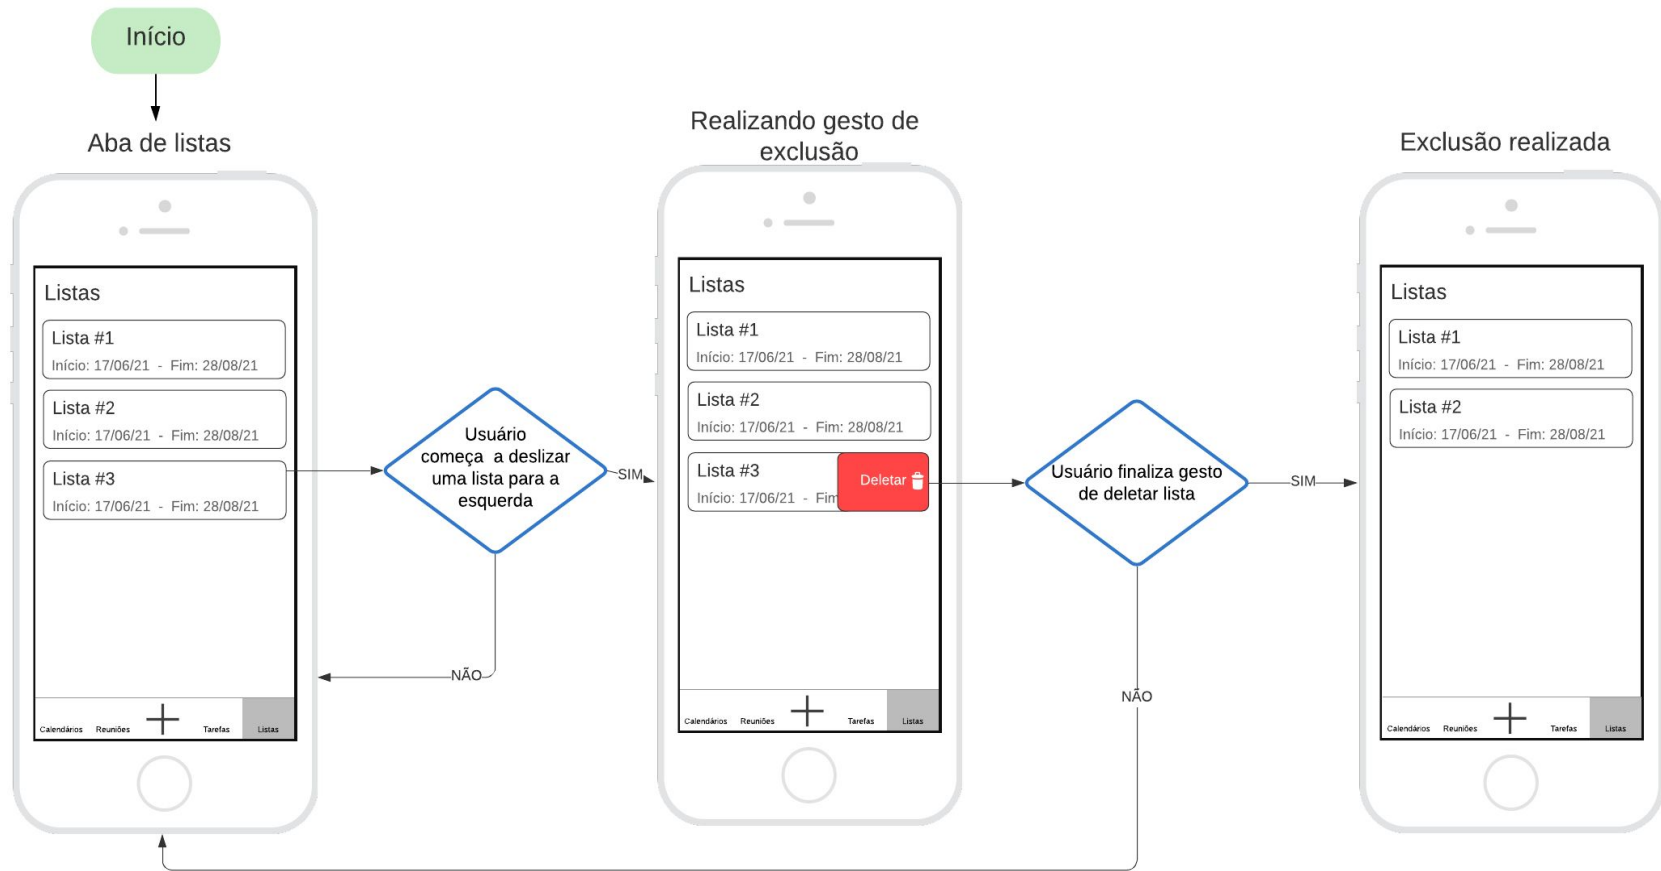 Início
Aba de listas
Listas
Lista #1
Início: 17/06/21 - Fim: 28/08/21
Lista #2
Início: 17/06/21 - Fim: 28/08/21
Lista #3
Início: 17/06/21 - Fim: 28/08/21
Calendários Reuniões Tarefas Listas
Usuário
começa a deslizar
uma lista para a
esquerda
SIM
NÃO
Realizando gesto de
exclusão
Listas
Lista #1
Início: 17/06/21 - Fim: 28/08/21
Lista #2
Início: 17/06/21 - Fim: 28/08/21
Lista #3
Início: 17/06/21 - Fim
Deletar
Calendários Reuniões Tarefas Listas
Usuário finaliza gesto
de deletar lista
SIM
NÃO
Exclusão realizada
Listas
Lista #1
Início: 17/06/21 - Fim: 28/08/21
Lista #2
Início: 17/06/21 - Fim: 28/08/21
Calendários Reuniões Tarefas Listas